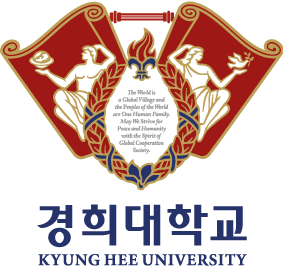 The World is
a Global Village and
the Peoples of the World
are One Human Family.
May We Strive for
Peace and Humanity
with the Spirit of
Global Cooperation
Society.
경희대학교
KYUNG HEE UNIVERSITY